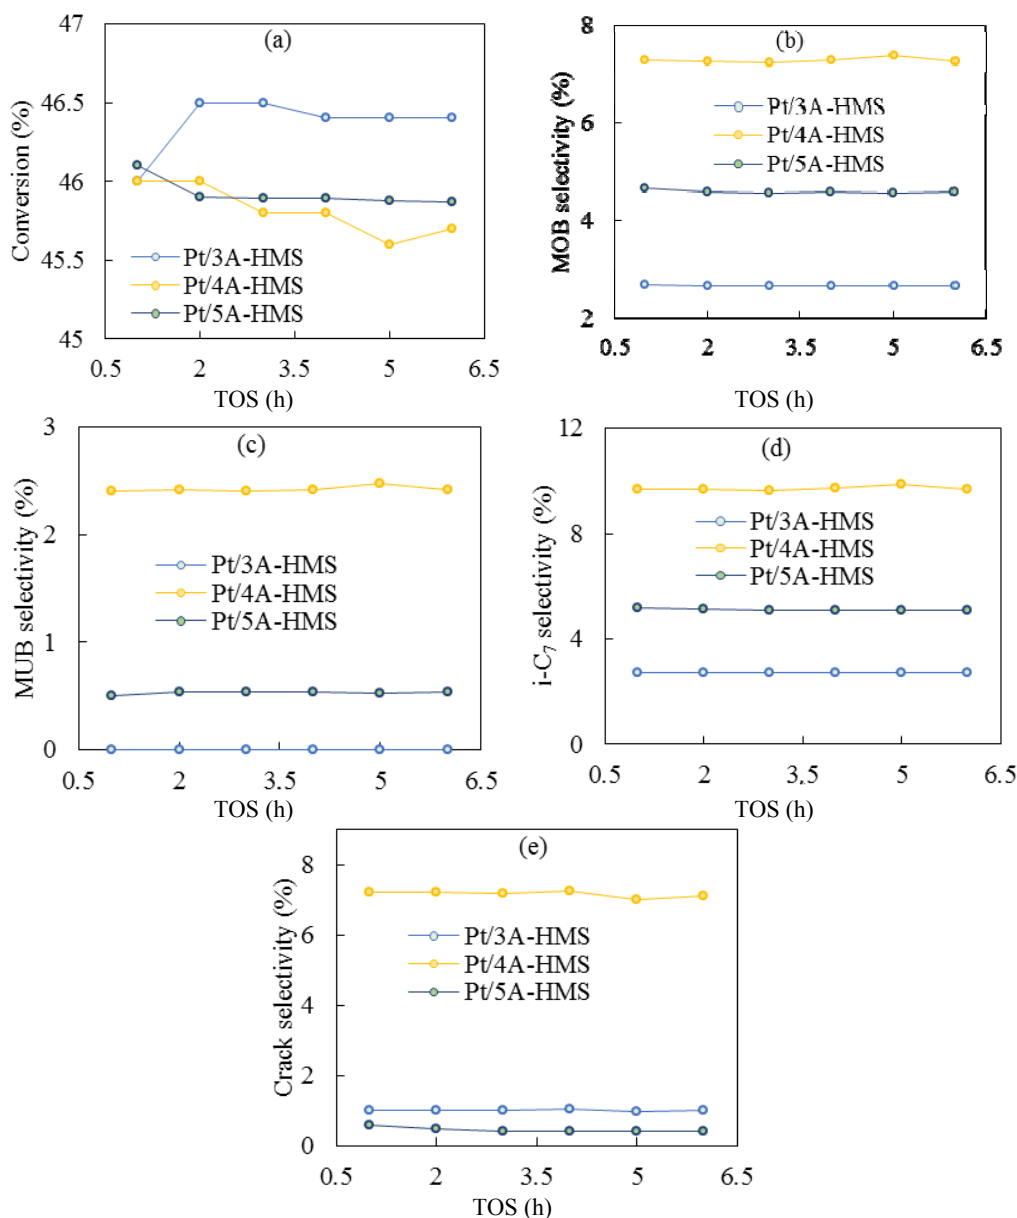 (a)
Conversion (%)
47
46.5
46
45.5
45
Pt/3A-HMS
Pt/4A-HMS
Pt/5A-HMS
0.5 2 3.5 5 6.5
TOS (h)
(b)
MOB selectivity (%)
8
6
4
2
Pt/3A-HMS
Pt/4A-HMS
Pt/5A-HMS
0.5 2 3.5 5 6.5
TOS (h)
(c)
MUB selectivity (%)
3
2
1
0
Pt/3A-HMS
Pt/4A-HMS
Pt/5A-HMS
0.5 2 3.5 5 6.5
TOS (h)
(d)
i-C7 selectivity (%)
12
8
4
0
Pt/3A-HMS
Pt/4A-HMS
Pt/5A-HMS
0.5 2 3.5 5 6.5
TOS (h)
(e)
Crack selectivity (%)
8
6
4
2
0
Pt/3A-HMS
Pt/4A-HMS
Pt/5A-HMS
0.5 2 3.5 5 6.5
TOS (h)